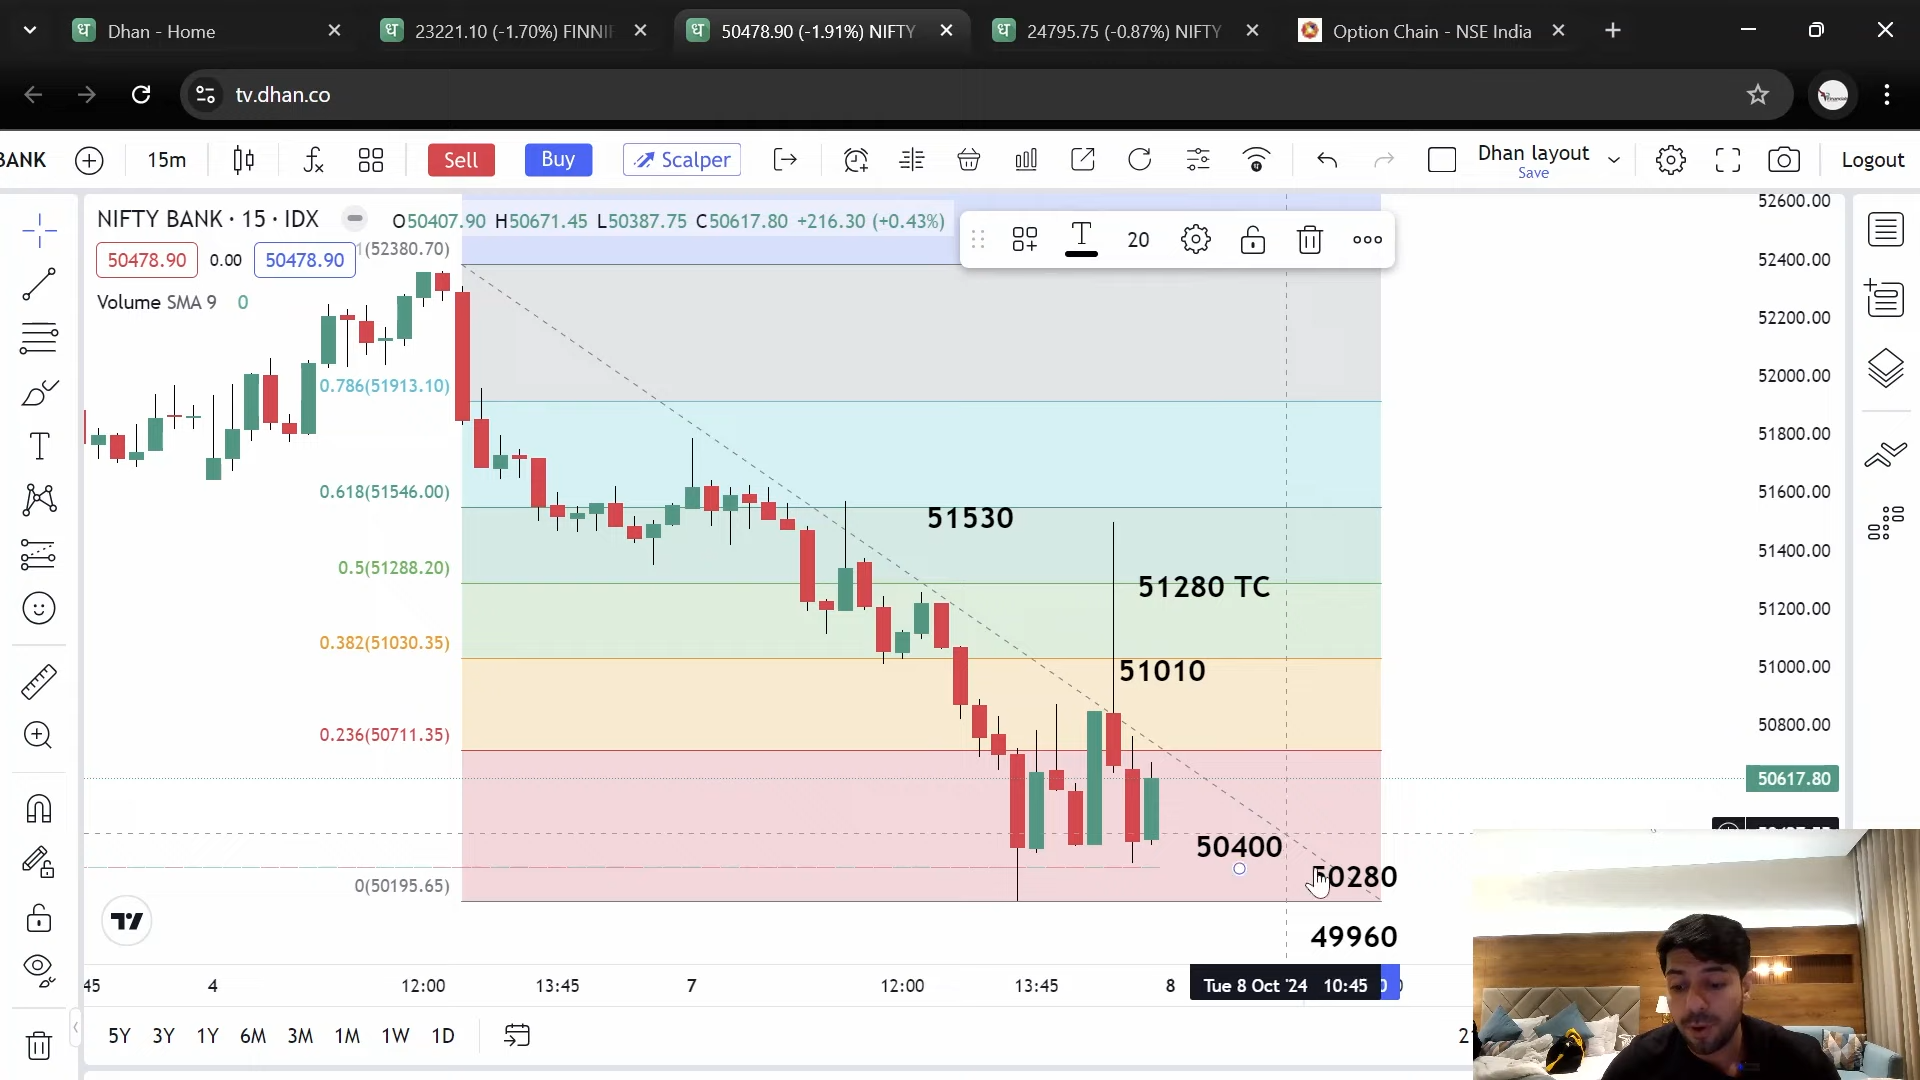 Dhan - Home
23221.10 (-1.70%) FINNIF
50478.90 (-1.91%) NIFTY
24795.75 (-0.87%) NIFTY
Option Chain - NSE India
tv.dhan.co
BANK
15m
Sell
Buy
Scalper
Dhan layout
Save
Logout
NIFTY BANK · 15 · IDX
O50407.90 H50671.45 L50387.75 C50617.80 +216.30 (+0.43%)
50478.90 0.00 50478.90
Volume SMA 9 0
20
1(52380.70)
0.786(51913.10)
0.618(51546.00)
0.5(51288.20)
0.382(51030.35)
0.236(50711.35)
0(50195.65)
51530
51280 TC
51010
50400
50280
49960
52600.00
52400.00
52200.00
52000.00
51800.00
51600.00
51400.00
51200.00
51000.00
50800.00
50617.80
45 4 12:00 13:45 7 12:00 13:45 8 Tue 8 Oct '24 10:45
5Y 3Y 1Y 6M 3M 1M 1W 1D